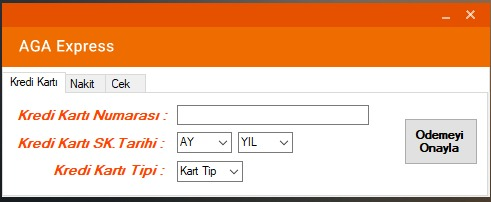 AGA Express
Kredi Kartı Nakit Cek
Kredi Kartı Numarası :
Kredi Kartı SK.Tarihi : AY YIL
Odemeyi Onayla
Kredi Kartı Tipi : Kart Tip